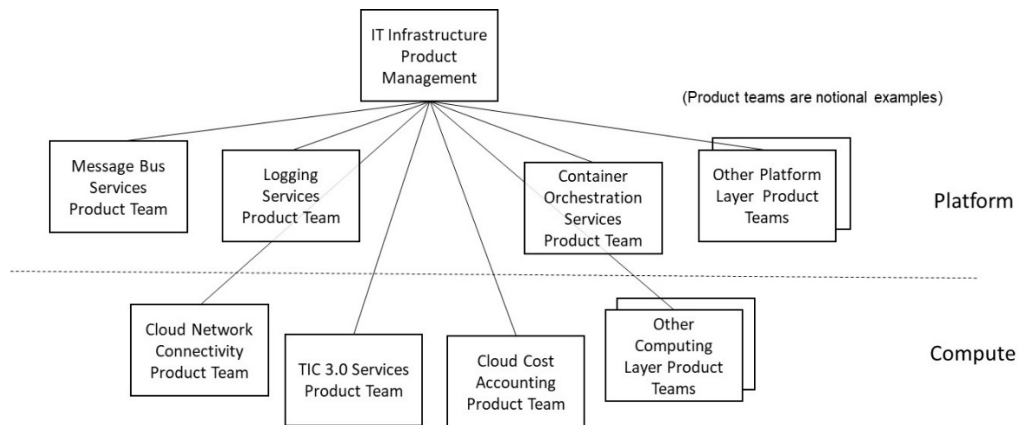 IT Infrastructure
Product
Management
(Product teams are notional examples)
Message Bus
Services
Product Team
Logging
Services
Product Team
Container
Orchestration
Services
Product Team
Other Platform
Layer Product
Teams
Platform
Cloud Network
Connectivity
Product Team
TIC 3.0 Services
Product Team
Cloud Cost
Accounting
Product Team
Other
Computing
Layer Product
Teams
Compute